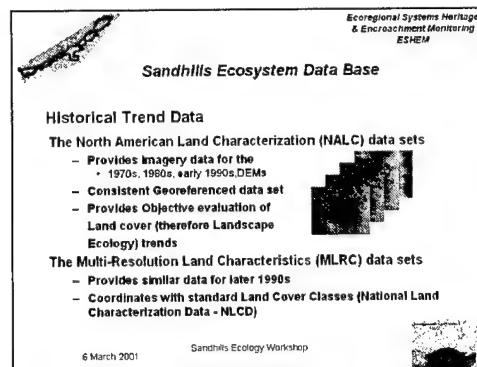 Ecoregional Systems Heritage
& Encroachment Monitoring
ESHEM
Sandhills Ecosystem Data Base
Historical Trend Data
The North American Land Characterization (NALC) data sets
– Provides Imagery data for the
• 1970s, 1980s, early 1990s,DEMs
– Consistent Georeferenced data set
– Provides Objective evaluation of
Land cover (therefore Landscape
Ecology) trends
The Multi-Resolution Land Characteristics (MLRC) data sets
– Provides similar data for later 1990s
– Coordinates with standard Land Cover Classes (National Land
Characterization Data - NLCD)
6 March 2001
Sandhills Ecology Workshop